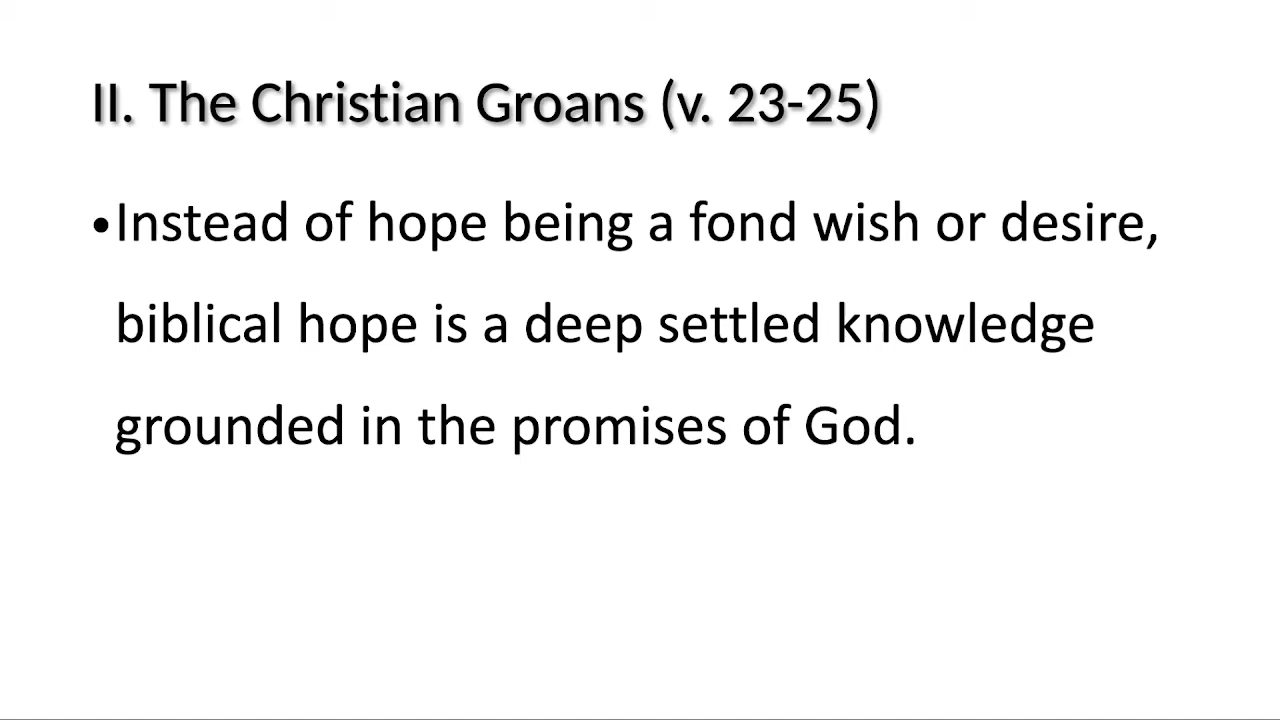 II. The Christian Groans (v. 23-25)
•Instead of hope being a fond wish or desire,
biblical hope is a deep settled knowledge
grounded in the promises of God.